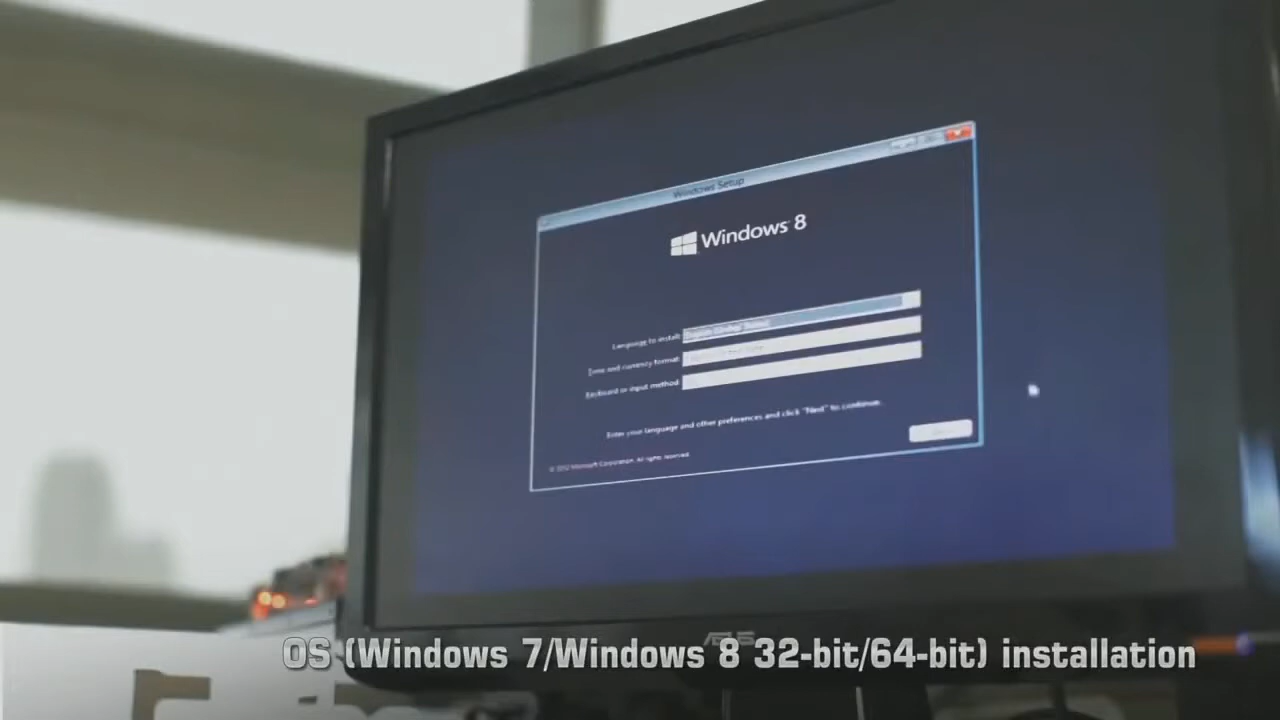 Windows Setup
Windows 8
Language to install:
Time and currency format:
Keyboard or input method:
Enter your language and other preferences and click "Next" to continue.
© 2012 Microsoft Corporation. All rights reserved.
ASUS
OS (Windows 7/Windows 8 32-bit/64-bit) installation